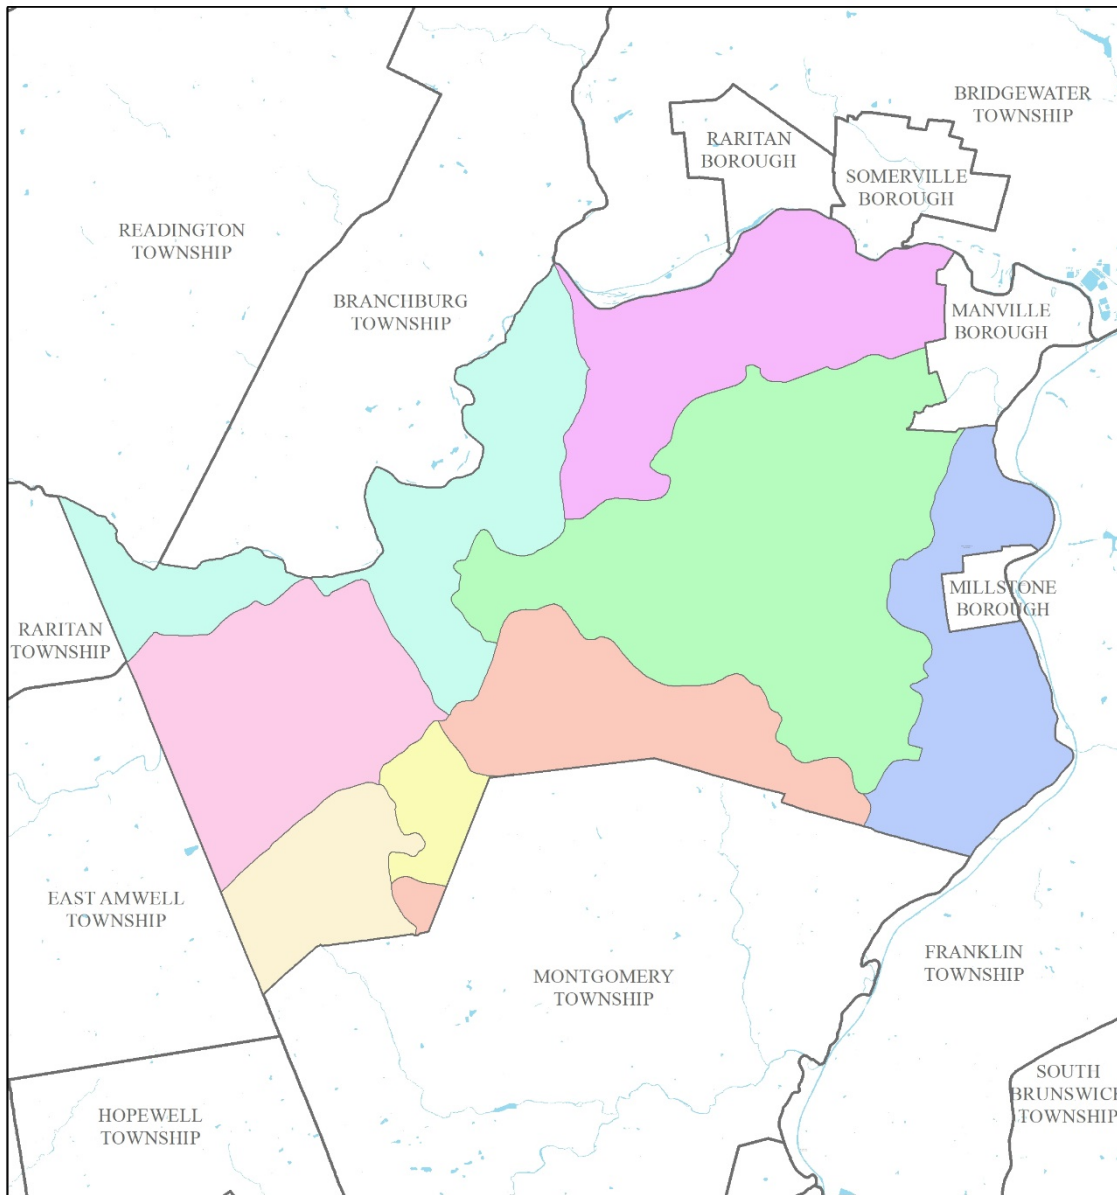 BRIDGEWATER
TOWNSHIP
RARITAN
BOROUGH
SOMERVILLE
BOROUGH
READINGTON
TOWNSHIP
BRANCHBURG
TOWNSHIP
MANVILLE
BOROUGH
MILLSTONE
BOROUGH
RARITAN
TOWNSHIP
EAST AMWELL
TOWNSHIP
FRANKLIN
TOWNSHIP
MONTGOMERY
TOWNSHIP
SOUTH
BRUNSWICK
TOWNSHIP
HOPEWELL
TOWNSHIP